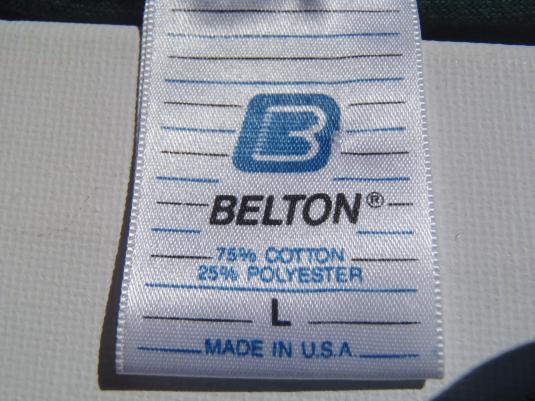 B
BELTON®
75% COTTON
25% POLYESTER
L
MADE IN U.S.A.